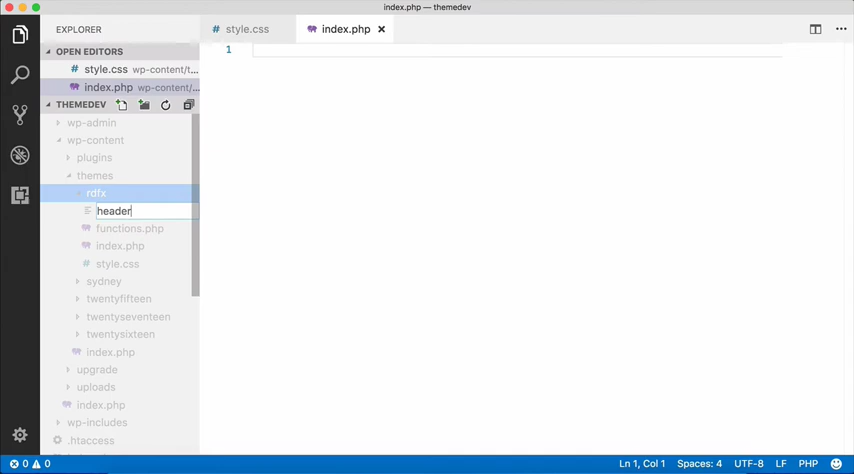 index.php — themedev
EXPLORER
# style.css
index.php ×
OPEN EDITORS
# style.css wp-content/t...
index.php wp-content/...
THEMEDEV
1
wp-admin
wp-content
plugins
themes
rdfx
header
functions.php
index.php
# style.css
sydney
twentyfifteen
twentyseventeen
twentysixteen
index.php
upgrade
uploads
index.php
wp-includes
.htaccess
0 0
Ln 1, Col 1 Spaces: 4 UTF-8 LF PHP